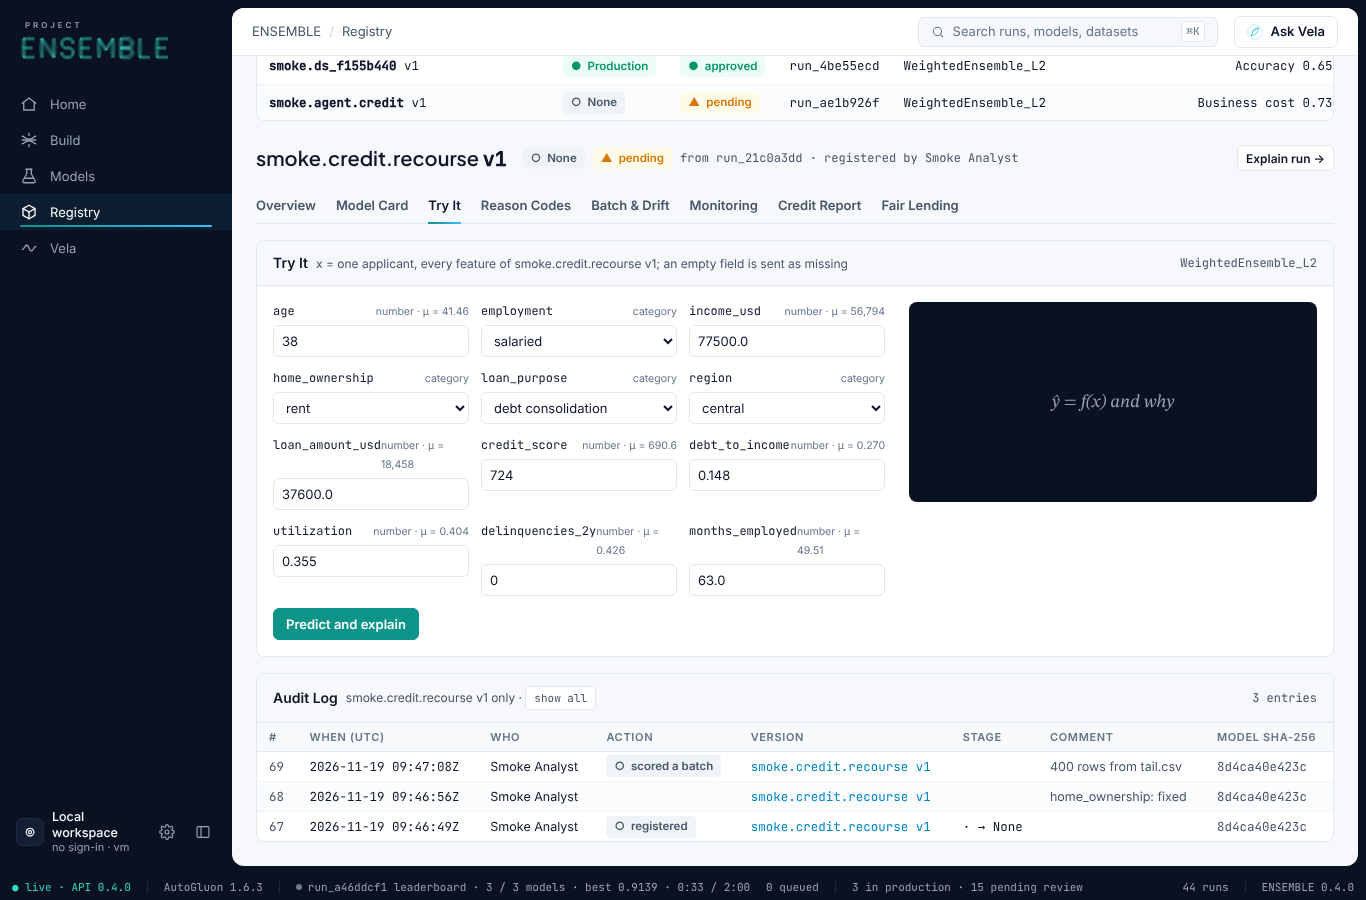 PROJECT
ENSEMBLE
Home
Build
Models
Registry
Vela
Local workspace
no sign-in · vm
ENSEMBLE / Registry
Search runs, models, datasets
⌘K
Ask Vela
smoke.ds_f155b440 v1 Production approved run_4be55ecd WeightedEnsemble_L2 Accuracy 0.65
smoke.agent.credit v1 None pending run_ae1b926f WeightedEnsemble_L2 Business cost 0.73
smoke.credit.recourse v1 None pending from run_21c0a3dd · registered by Smoke Analyst Explain run →
Overview Model Card Try It Reason Codes Batch & Drift Monitoring Credit Report Fair Lending
Try It x = one applicant, every feature of smoke.credit.recourse v1; an empty field is sent as missing WeightedEnsemble_L2
age number · μ = 41.46 employment category income_usd number · μ = 56,794
38 salaried 77500.0
home_ownership category loan_purpose category region category
rent debt consolidation central
ŷ = f(x) and why
loan_amount_usd number · μ = 18,458 credit_score number · μ = 690.6 debt_to_income number · μ = 0.270
37600.0 724 0.148
utilization number · μ = 0.404 delinquencies_2y number · μ = 0.426 months_employed number · μ = 49.51
0.355 0 63.0
Predict and explain
Audit Log smoke.credit.recourse v1 only · show all 3 entries
# WHEN (UTC) WHO ACTION VERSION STAGE COMMENT MODEL SHA-256
69 2026-11-19 09:47:08Z Smoke Analyst scored a batch smoke.credit.recourse v1 400 rows from tail.csv 8d4ca40e423c
68 2026-11-19 09:46:56Z Smoke Analyst smoke.credit.recourse v1 home_ownership: fixed 8d4ca40e423c
67 2026-11-19 09:46:49Z Smoke Analyst registered smoke.credit.recourse v1 · → None 8d4ca40e423c
live · API 0.4.0 AutoGluon 1.6.3 run_a46ddcf1 leaderboard · 3 / 3 models · best 0.9139 · 0:33 / 2:00 0 queued 3 in production · 15 pending review 44 runs ENSEMBLE 0.4.0